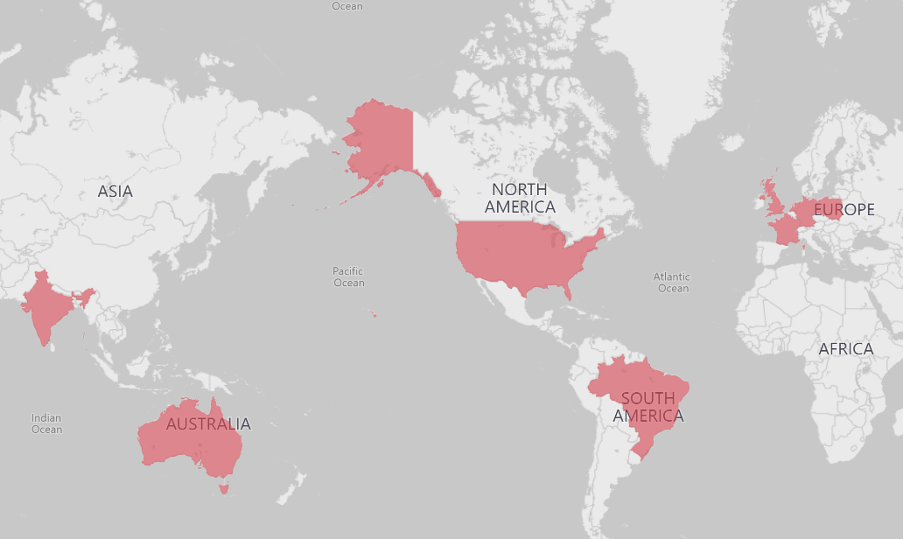 Ocean
ASIA
NORTH
AMERICA
EUROPE
Pacific
Ocean
Atlantic
Ocean
AFRICA
SOUTH
AMERICA
Indian
Ocean
AUSTRALIA